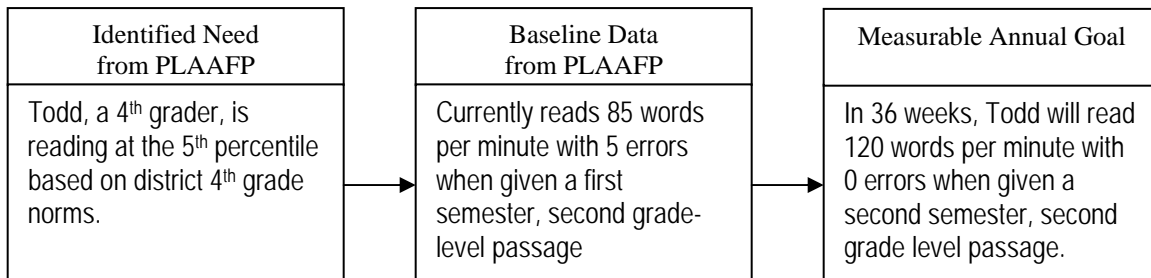 Identified Need
from PLAAFP
Todd, a 4th grader, is
reading at the 5th percentile
based on district 4th grade
norms.
Baseline Data
from PLAAFP
Currently reads 85 words
per minute with 5 errors
when given a first
semester, second grade-
level passage
Measurable Annual Goal
In 36 weeks, Todd will read
120 words per minute with
0 errors when given a
second semester, second
grade level passage.